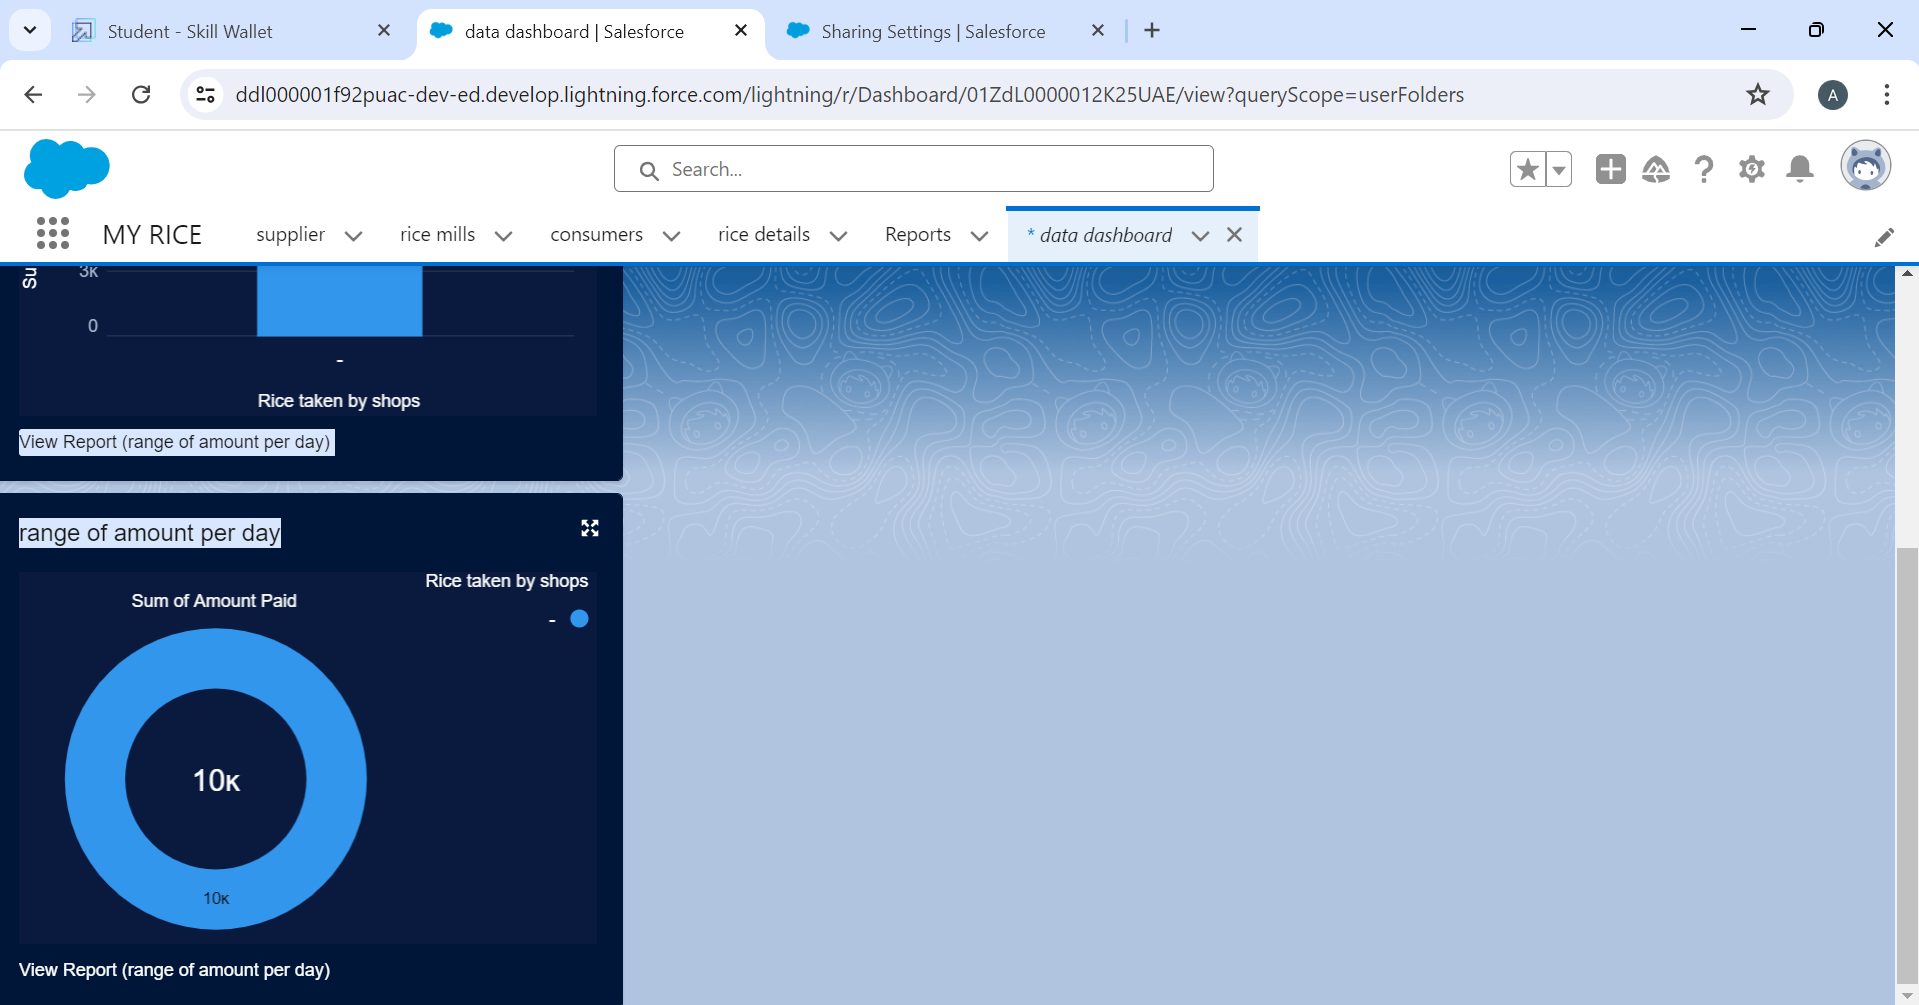 Student - Skill Wallet
data dashboard | Salesforce
Sharing Settings | Salesforce
ddl000001f92puac-dev-ed.develop.lightning.force.com/lightning/r/Dashboard/01ZdL0000012K25UAE/view?queryScope=userFolders
A
Search...
MY RICE
supplier
rice mills
consumers
rice details
Reports
* data dashboard
Su
3K
0
-
Rice taken by shops
View Report (range of amount per day)
range of amount per day
Rice taken by shops
Sum of Amount Paid
-
10K
10K
View Report (range of amount per day)